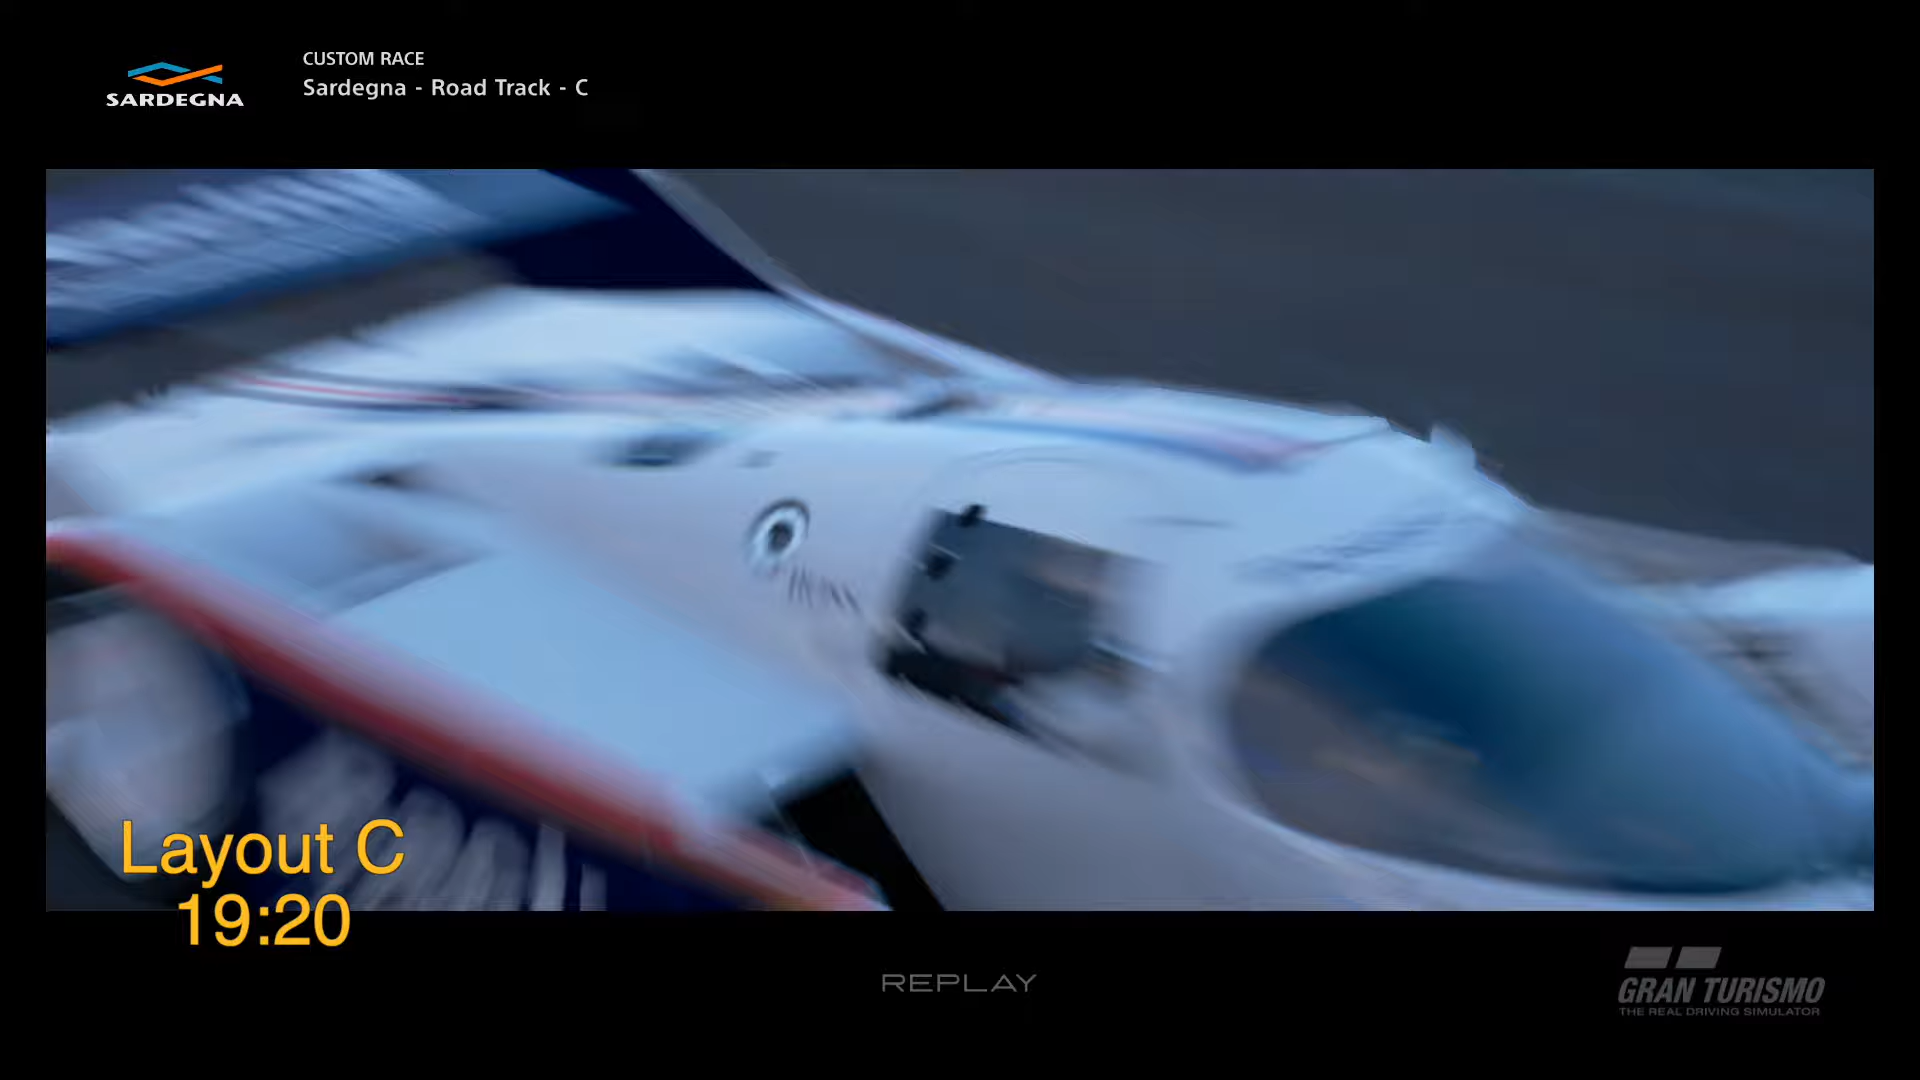 SARDEGNA
CUSTOM RACE
Sardegna - Road Track - C
Layout C
19:20
REPLAY
GRAN TURISMO
THE REAL DRIVING SIMULATOR